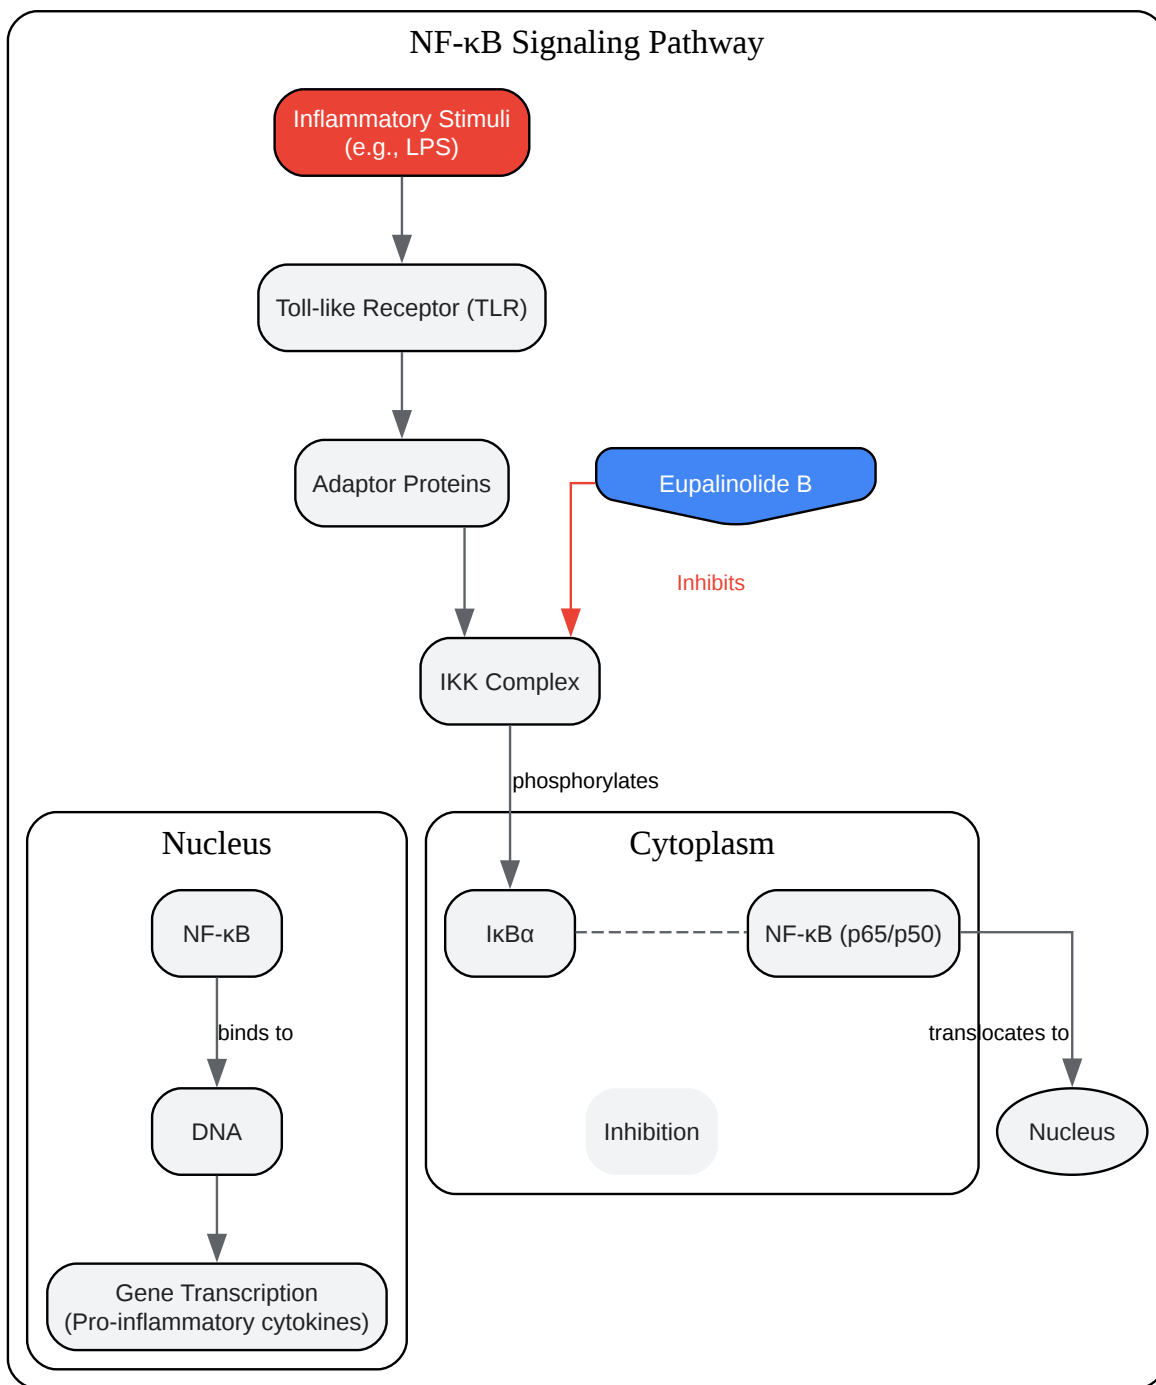 NF-κB Signaling Pathway
Inflammatory Stimuli
(e.g., LPS)
Toll-like Receptor (TLR)
Adaptor Proteins
Eupalinolide B
Inhibits
IKK Complex
phosphorylates
Nucleus
NF-κB
binds to
DNA
Gene Transcription
(Pro-inflammatory cytokines)
Cytoplasm
IκBα
NF-κB (p65/p50)
translocates to
Inhibition
Nucleus